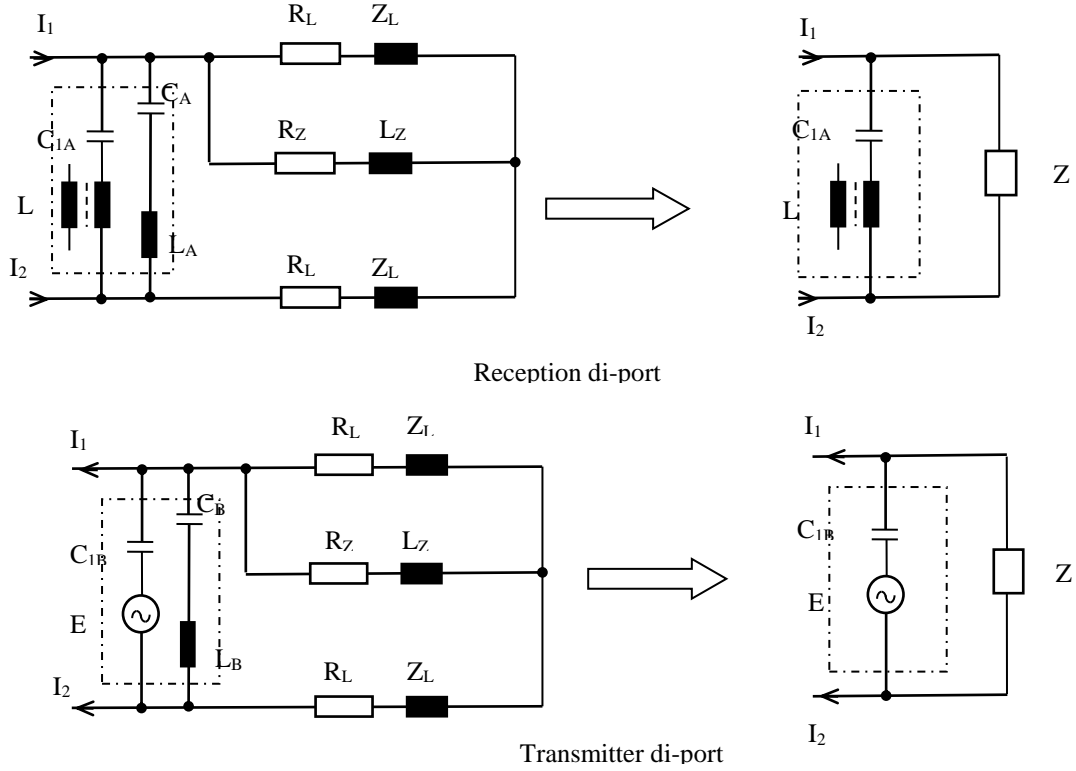 I1 RL ZL I1
CA
C1A RZ LZ C1A
Z
L L
LA
I2 RL ZL
I2
Reception di-port
I1 RL ZL I1
CB
C1B RZ LZ C1B
Z
E E
LB
I2 RL ZL
I2
Transmitter di-port